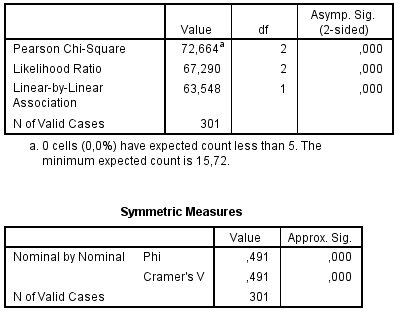 Value df Asymp. Sig. (2-sided)
Pearson Chi-Square 72,664a 2 ,000
Likelihood Ratio 67,290 2 ,000
Linear-by-Linear Association 63,548 1 ,000
N of Valid Cases 301
a. 0 cells (0,0%) have expected count less than 5. The
minimum expected count is 15,72.
Symmetric Measures
Value Approx. Sig.
Nominal by Nominal Phi ,491 ,000
Cramer's V ,491 ,000
N of Valid Cases 301